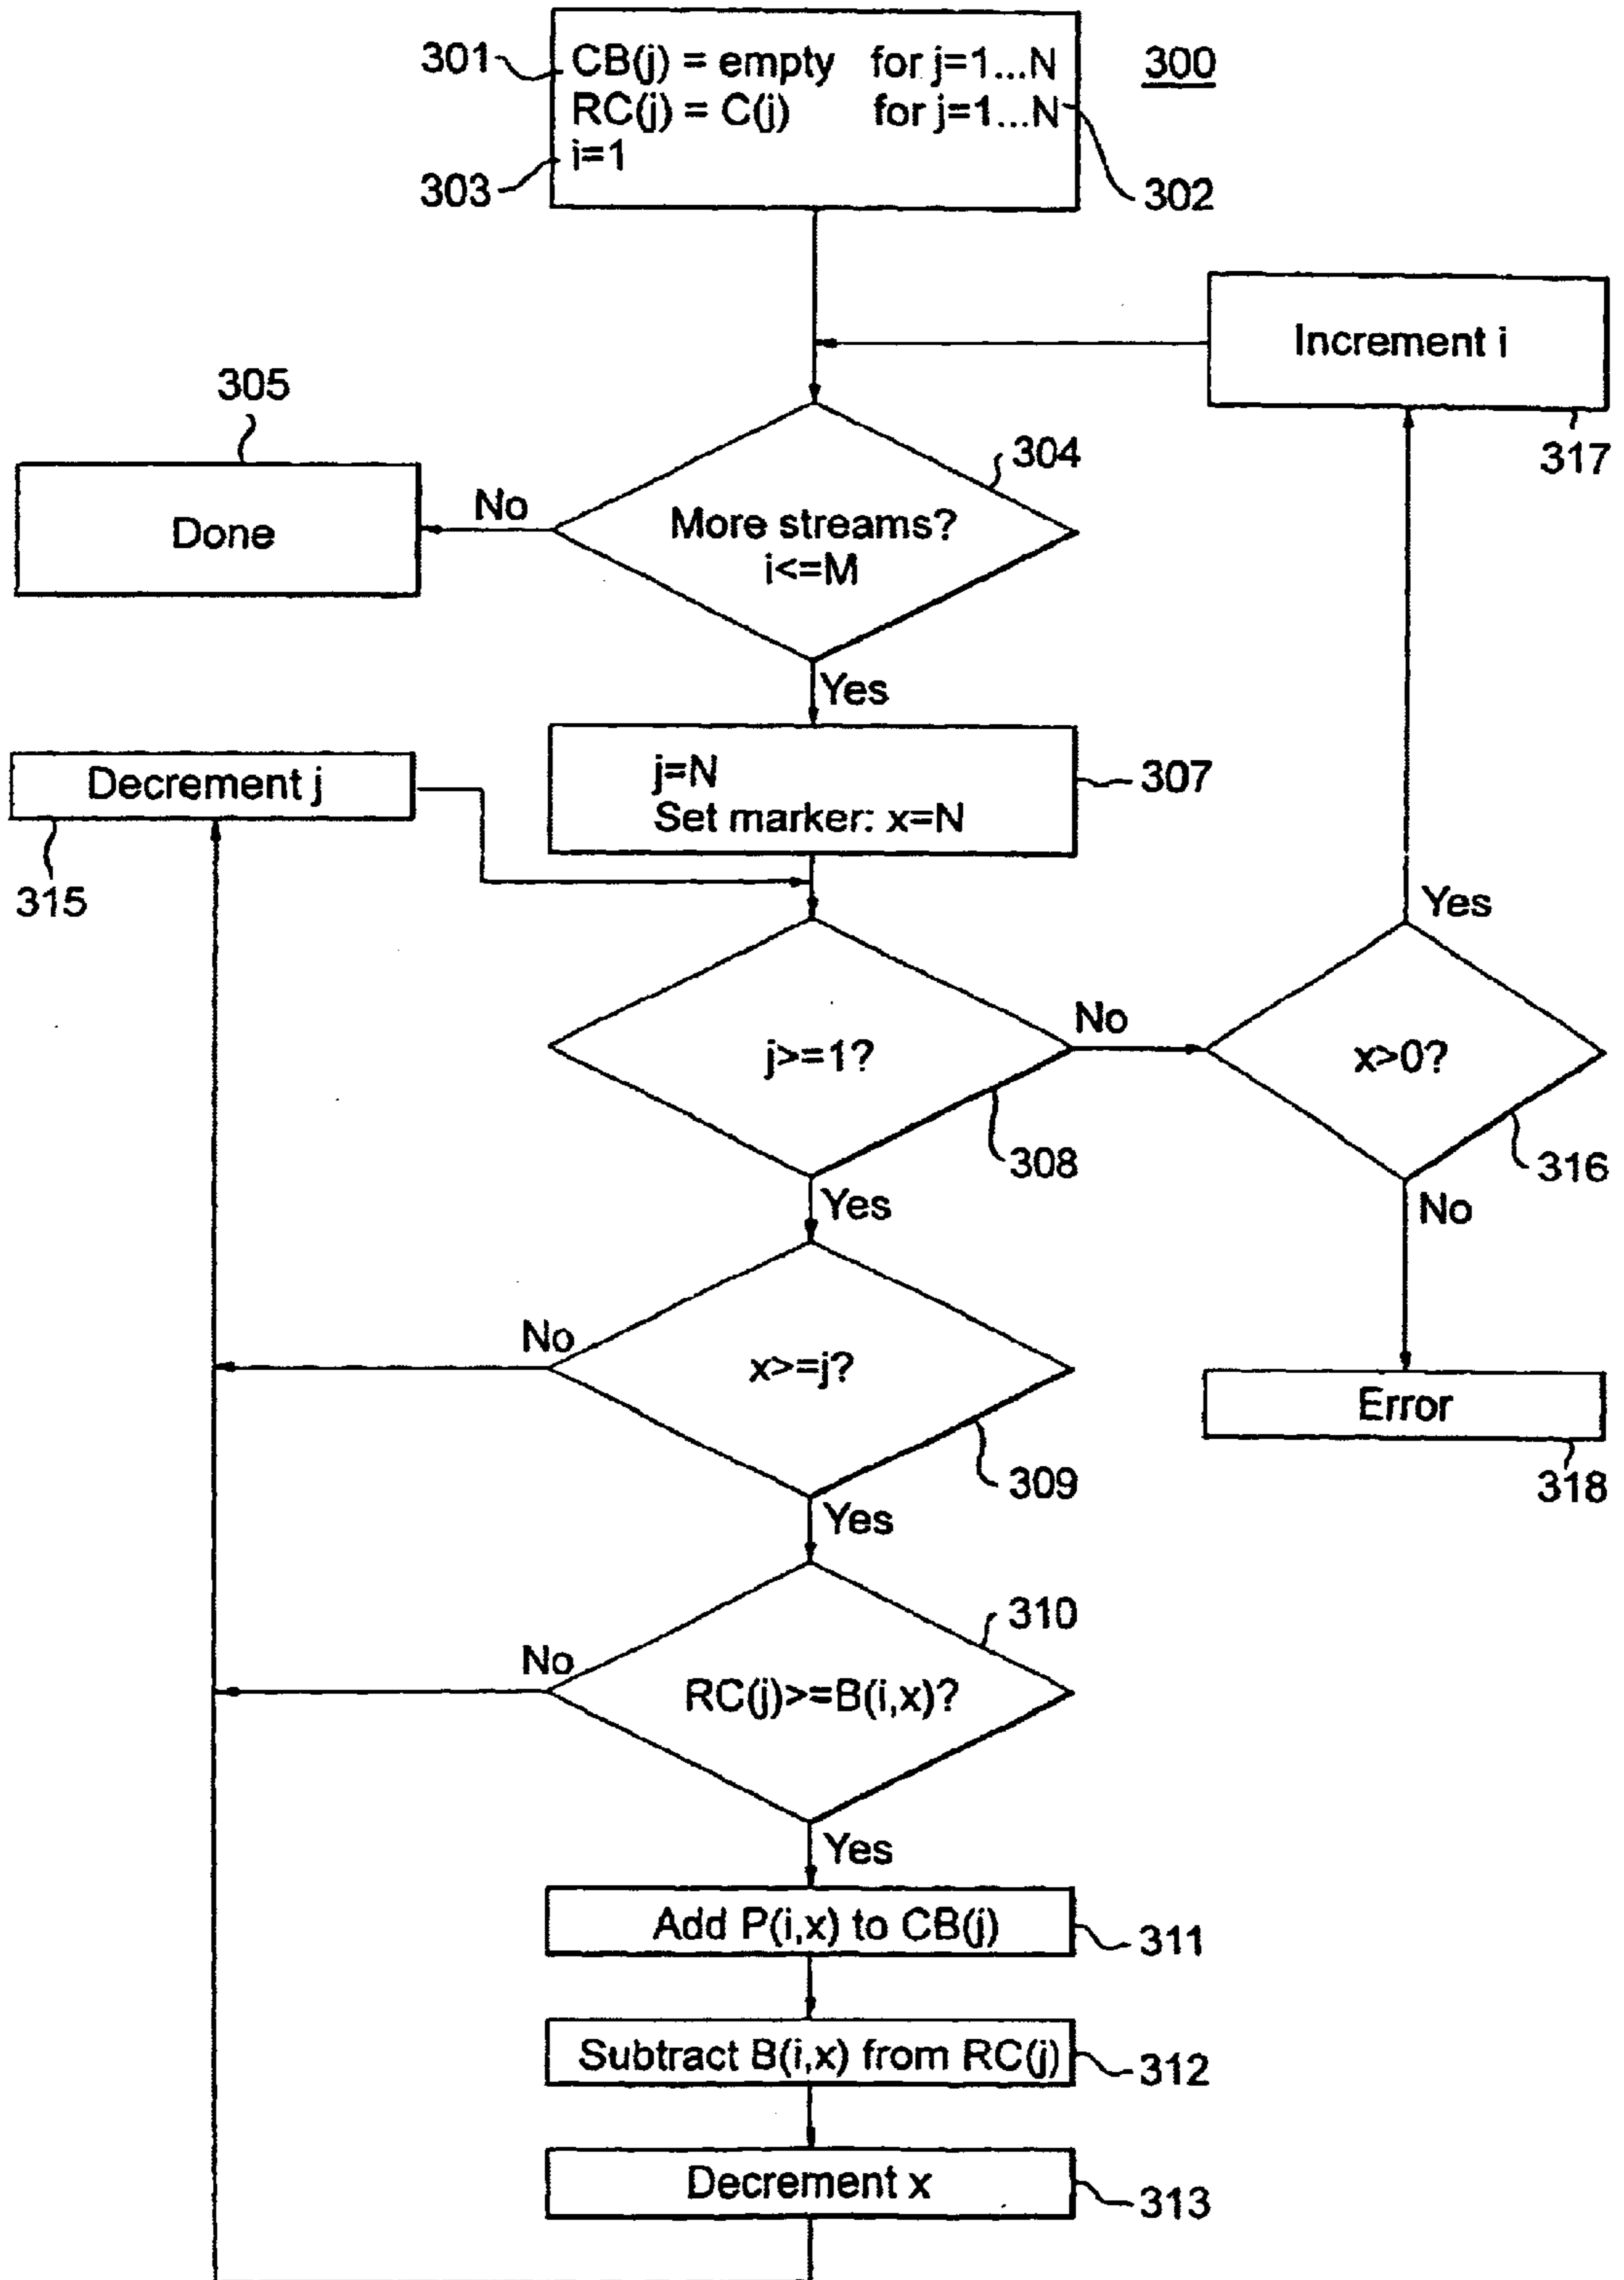 301
CB(j) = empty for j=1...N
300
RC(j) = C(j) for j=1...N
i=1
303
302
Increment i
317
305
Done
No
304
More streams?
i<=M
Yes
Decrement j
315
j=N
Set marker: x=N
307
Yes
j>=1?
No
x>0?
308
316
Yes
No
No
x>=j?
Error
309
318
Yes
310
No
RC(j)>=B(i,x)?
Yes
Add P(i,x) to CB(j)
311
Subtract B(i,x) from RC(j)
312
Decrement x
313